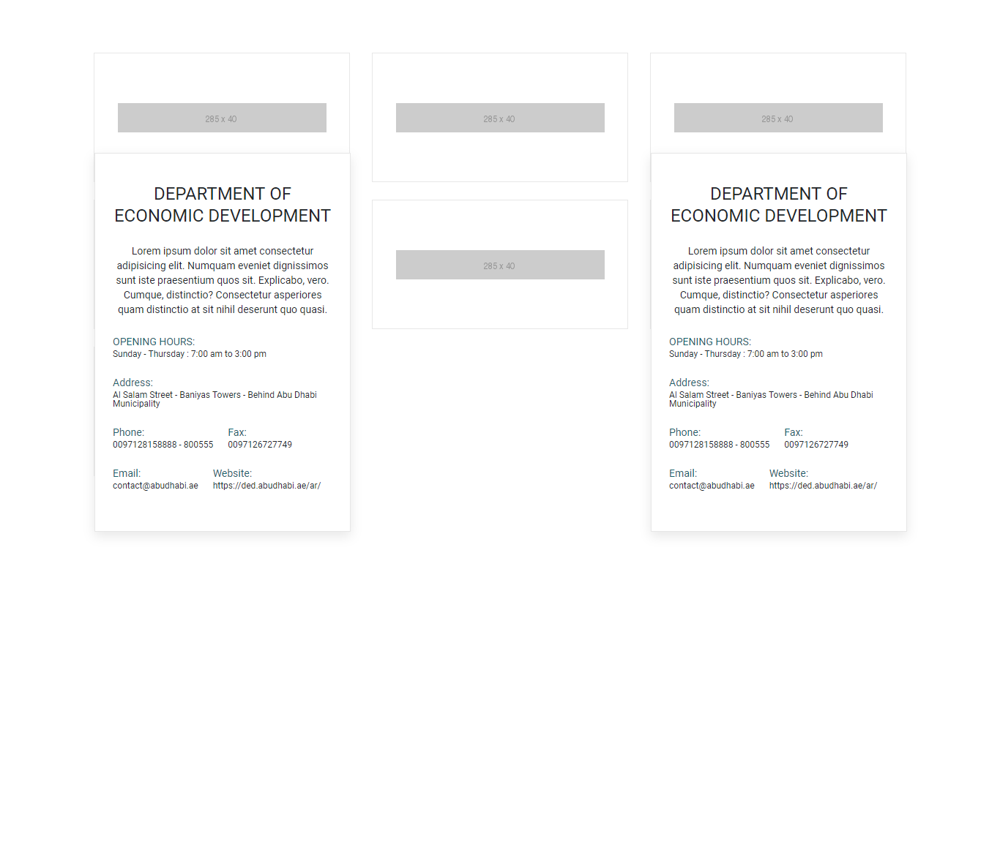 285 x 40
285 x 40
285 x 40
DEPARTMENT OF
ECONOMIC DEVELOPMENT
Lorem ipsum dolor sit amet consectetur
adipisicing elit. Numquam eveniet dignissimos
sunt iste praesentium quos sit. Explicabo, vero.
Cumque, distinctio? Consectetur asperiores
quam distinctio at sit nihil deserunt quo quasi.
OPENING HOURS:
Sunday - Thursday : 7:00 am to 3:00 pm
Address:
Al Salam Street - Baniyas Towers - Behind Abu Dhabi
Municipality
Phone: Fax:
0097128158888 - 800555 0097126727749
Email: Website:
contact@abudhabi.ae https://ded.abudhabi.ae/ar/
285 x 40
DEPARTMENT OF
ECONOMIC DEVELOPMENT
Lorem ipsum dolor sit amet consectetur
adipisicing elit. Numquam eveniet dignissimos
sunt iste praesentium quos sit. Explicabo, vero.
Cumque, distinctio? Consectetur asperiores
quam distinctio at sit nihil deserunt quo quasi.
OPENING HOURS:
Sunday - Thursday : 7:00 am to 3:00 pm
Address:
Al Salam Street - Baniyas Towers - Behind Abu Dhabi
Municipality
Phone: Fax:
0097128158888 - 800555 0097126727749
Email: Website:
contact@abudhabi.ae https://ded.abudhabi.ae/ar/